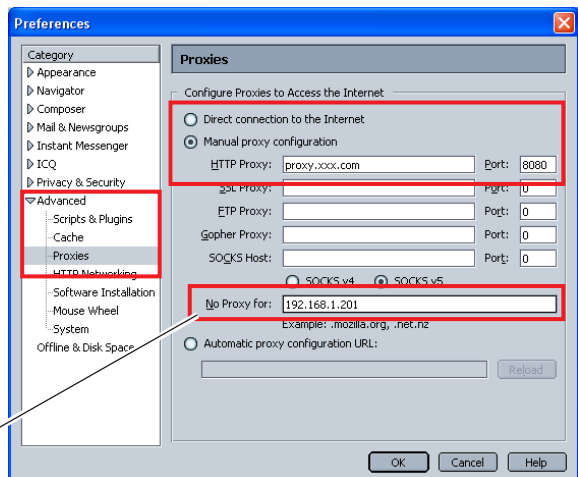 Preferences
Category
Appearance
Navigator
Composer
Mail & Newsgroups
Instant Messenger
ICQ
Privacy & Security
Advanced
Scripts & Plugins
Cache
Proxies
HTTP Networking
Software Installation
Mouse Wheel
System
Offline & Disk Space
Proxies
Configure Proxies to Access the Internet
Direct connection to the Internet
Manual proxy configuration
HTTP Proxy: proxy.xxx.com Port: 8080
SSL Proxy: Port: 0
FTP Proxy: Port: 0
Gopher Proxy: Port: 0
SOCKS Host: Port: 0
SOCKS v4 SOCKS v5
No Proxy for: 192.168.1.201
Example: .mozilla.org, .net.nz
Automatic proxy configuration URL:
Reload
OK Cancel Help